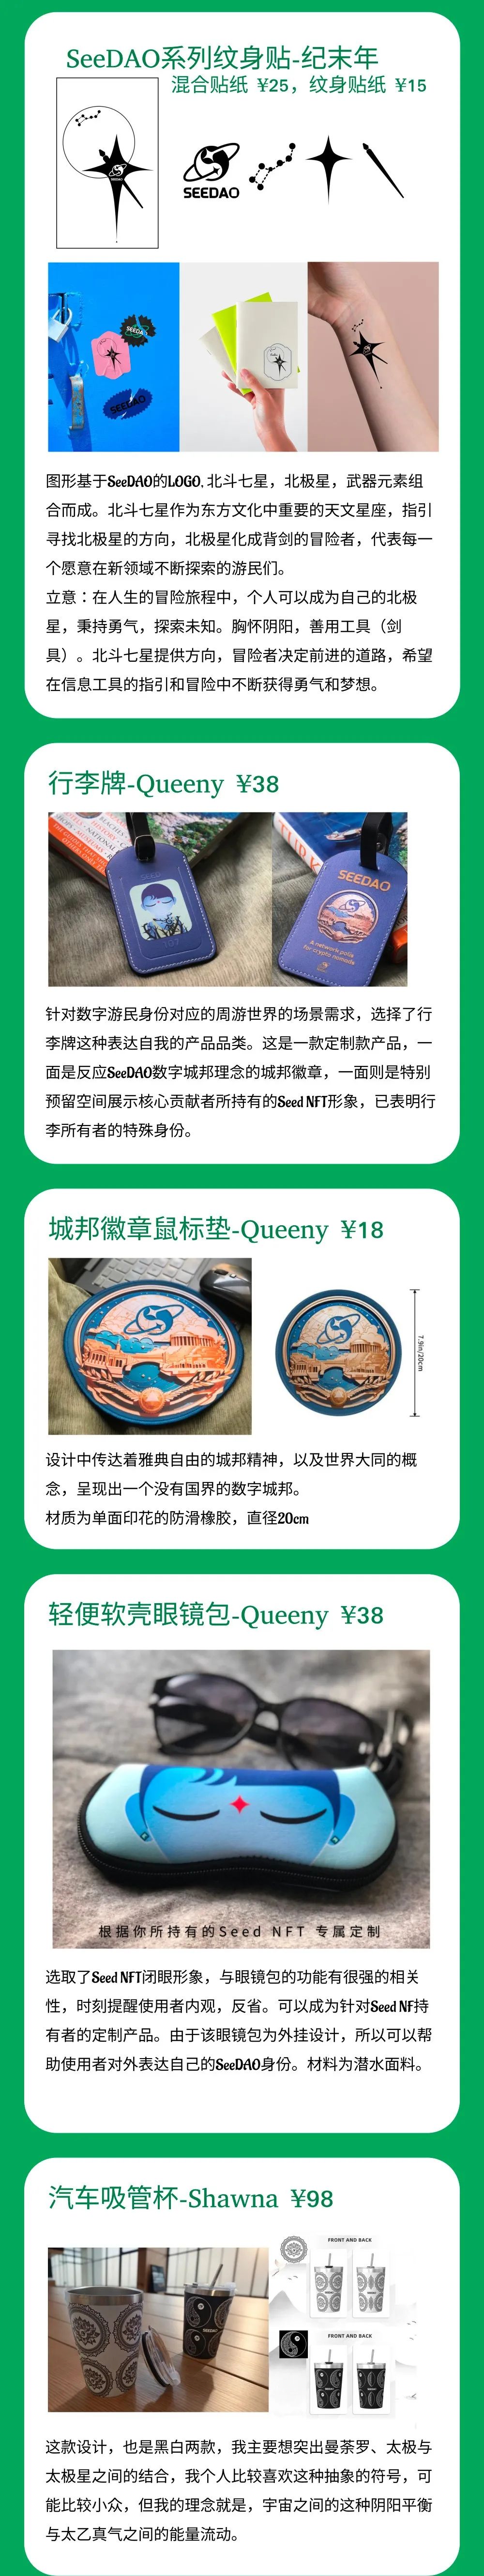 SeeDAO系列纹身贴-纪末年
混合贴纸 ¥25，纹身贴纸 ¥15
SEEDAO
SEEDAO
图形基于SeeDAO的LOGO, 北斗七星，北极星，武器元素组
合而成。北斗七星作为东方文化中重要的天文星座，指引
寻找北极星的方向，北极星化成背剑的冒险者，代表每一
个愿意在新领域不断探索的游民们。
立意：在人生的冒险旅程中，个人可以成为自己的北极
星，秉持勇气，探索未知。胸怀阴阳，善用工具（剑
具）。北斗七星提供方向，冒险者决定前进的道路，希望
在信息工具的指引和冒险中不断获得勇气和梦想。
行李牌-Queeny ¥38
SEEDAO
A network polis
for crypto nomads
针对数字游民身份对应的周游世界的场景需求，选择了行
李牌这种表达自我的产品品类。这是一款定制款产品，一
面是反应SeeDAO数字城邦理念的城邦徽章，一面则是特别
预留空间展示核心贡献者所持有的Seed NFT形象，已表明行
李所有者的特殊身份。
城邦徽章鼠标垫-Queeny ¥18
7.9in/20cm
设计中传达着雅典自由的城邦精神，以及世界大同的概
念，呈现出一个没有国界的数字城邦。
材质为单面印花的防滑橡胶，直径20cm
轻便软壳眼镜包-Queeny ¥38
根据你所持有的Seed NFT 专属定制
选取了Seed NFT闭眼形象，与眼镜包的功能有很强的相关
性，时刻提醒使用者内观，反省。可以成为针对Seed NF持
有者的定制产品。由于该眼镜包为外挂设计，所以可以帮
助使用者对外表达自己的SeeDAO身份。材料为潜水面料。
汽车吸管杯-Shawna ¥98
FRONT AND BACK
FRONT AND BACK
这款设计，也是黑白两款，我主要想突出曼荼罗、太极与
太极星之间的结合，我个人比较喜欢这种抽象的符号，可
能比较小众，但我的理念就是，宇宙之间的这种阴阳平衡
与太乙真气之间的能量流动。